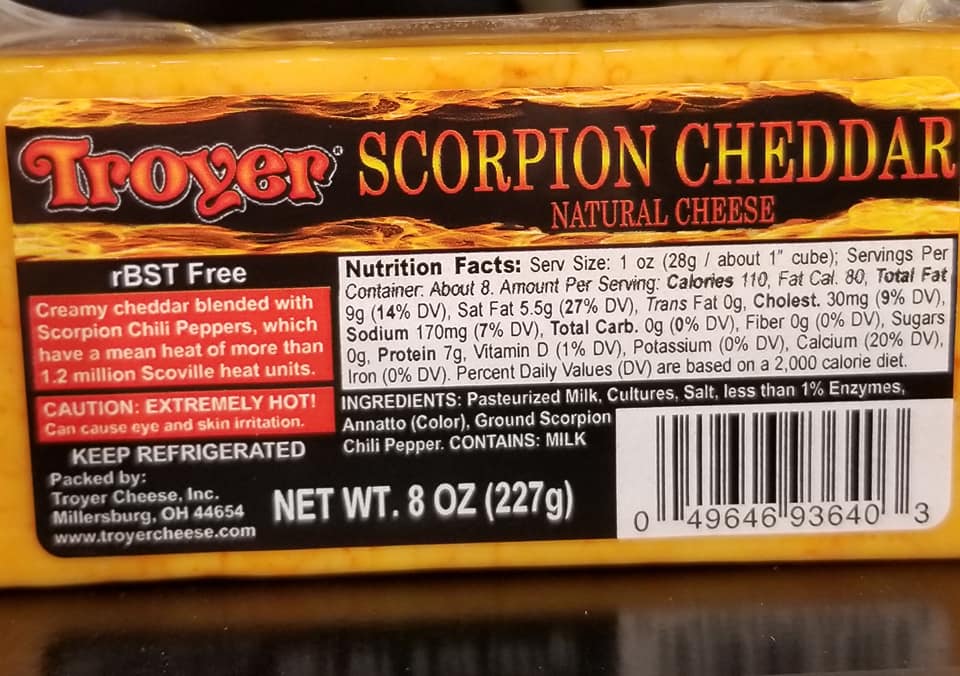 Troyer®
SCORPION CHEDDAR
NATURAL CHEESE
rBST Free
Creamy cheddar blended with
Scorpion Chili Peppers, which
have a mean heat of more than
1.2 million Scoville heat units.
CAUTION: EXTREMELY HOT!
Can cause eye and skin irritation.
KEEP REFRIGERATED
Packed by:
Troyer Cheese, Inc.
Millersburg, OH 44654
www.troyercheese.com
Nutrition Facts: Serv Size: 1 oz (28g / about 1" cube); Servings Per
Container: About 8. Amount Per Serving: Calories 110, Fat Cal. 80, Total Fat
9g (14% DV), Sat Fat 5.5g (27% DV), Trans Fat 0g, Cholest. 30mg (9% DV),
Sodium 170mg (7% DV), Total Carb. 0g (0% DV), Fiber 0g (0% DV), Sugars
0g, Protein 7g, Vitamin D (1% DV), Potassium (0% DV), Calcium (20% DV),
Iron (0% DV). Percent Daily Values (DV) are based on a 2,000 calorie diet.
INGREDIENTS: Pasteurized Milk, Cultures, Salt, less than 1% Enzymes,
Annatto (Color), Ground Scorpion
Chili Pepper. CONTAINS: MILK
NET WT. 8 OZ (227g)
0 49646 93640 3